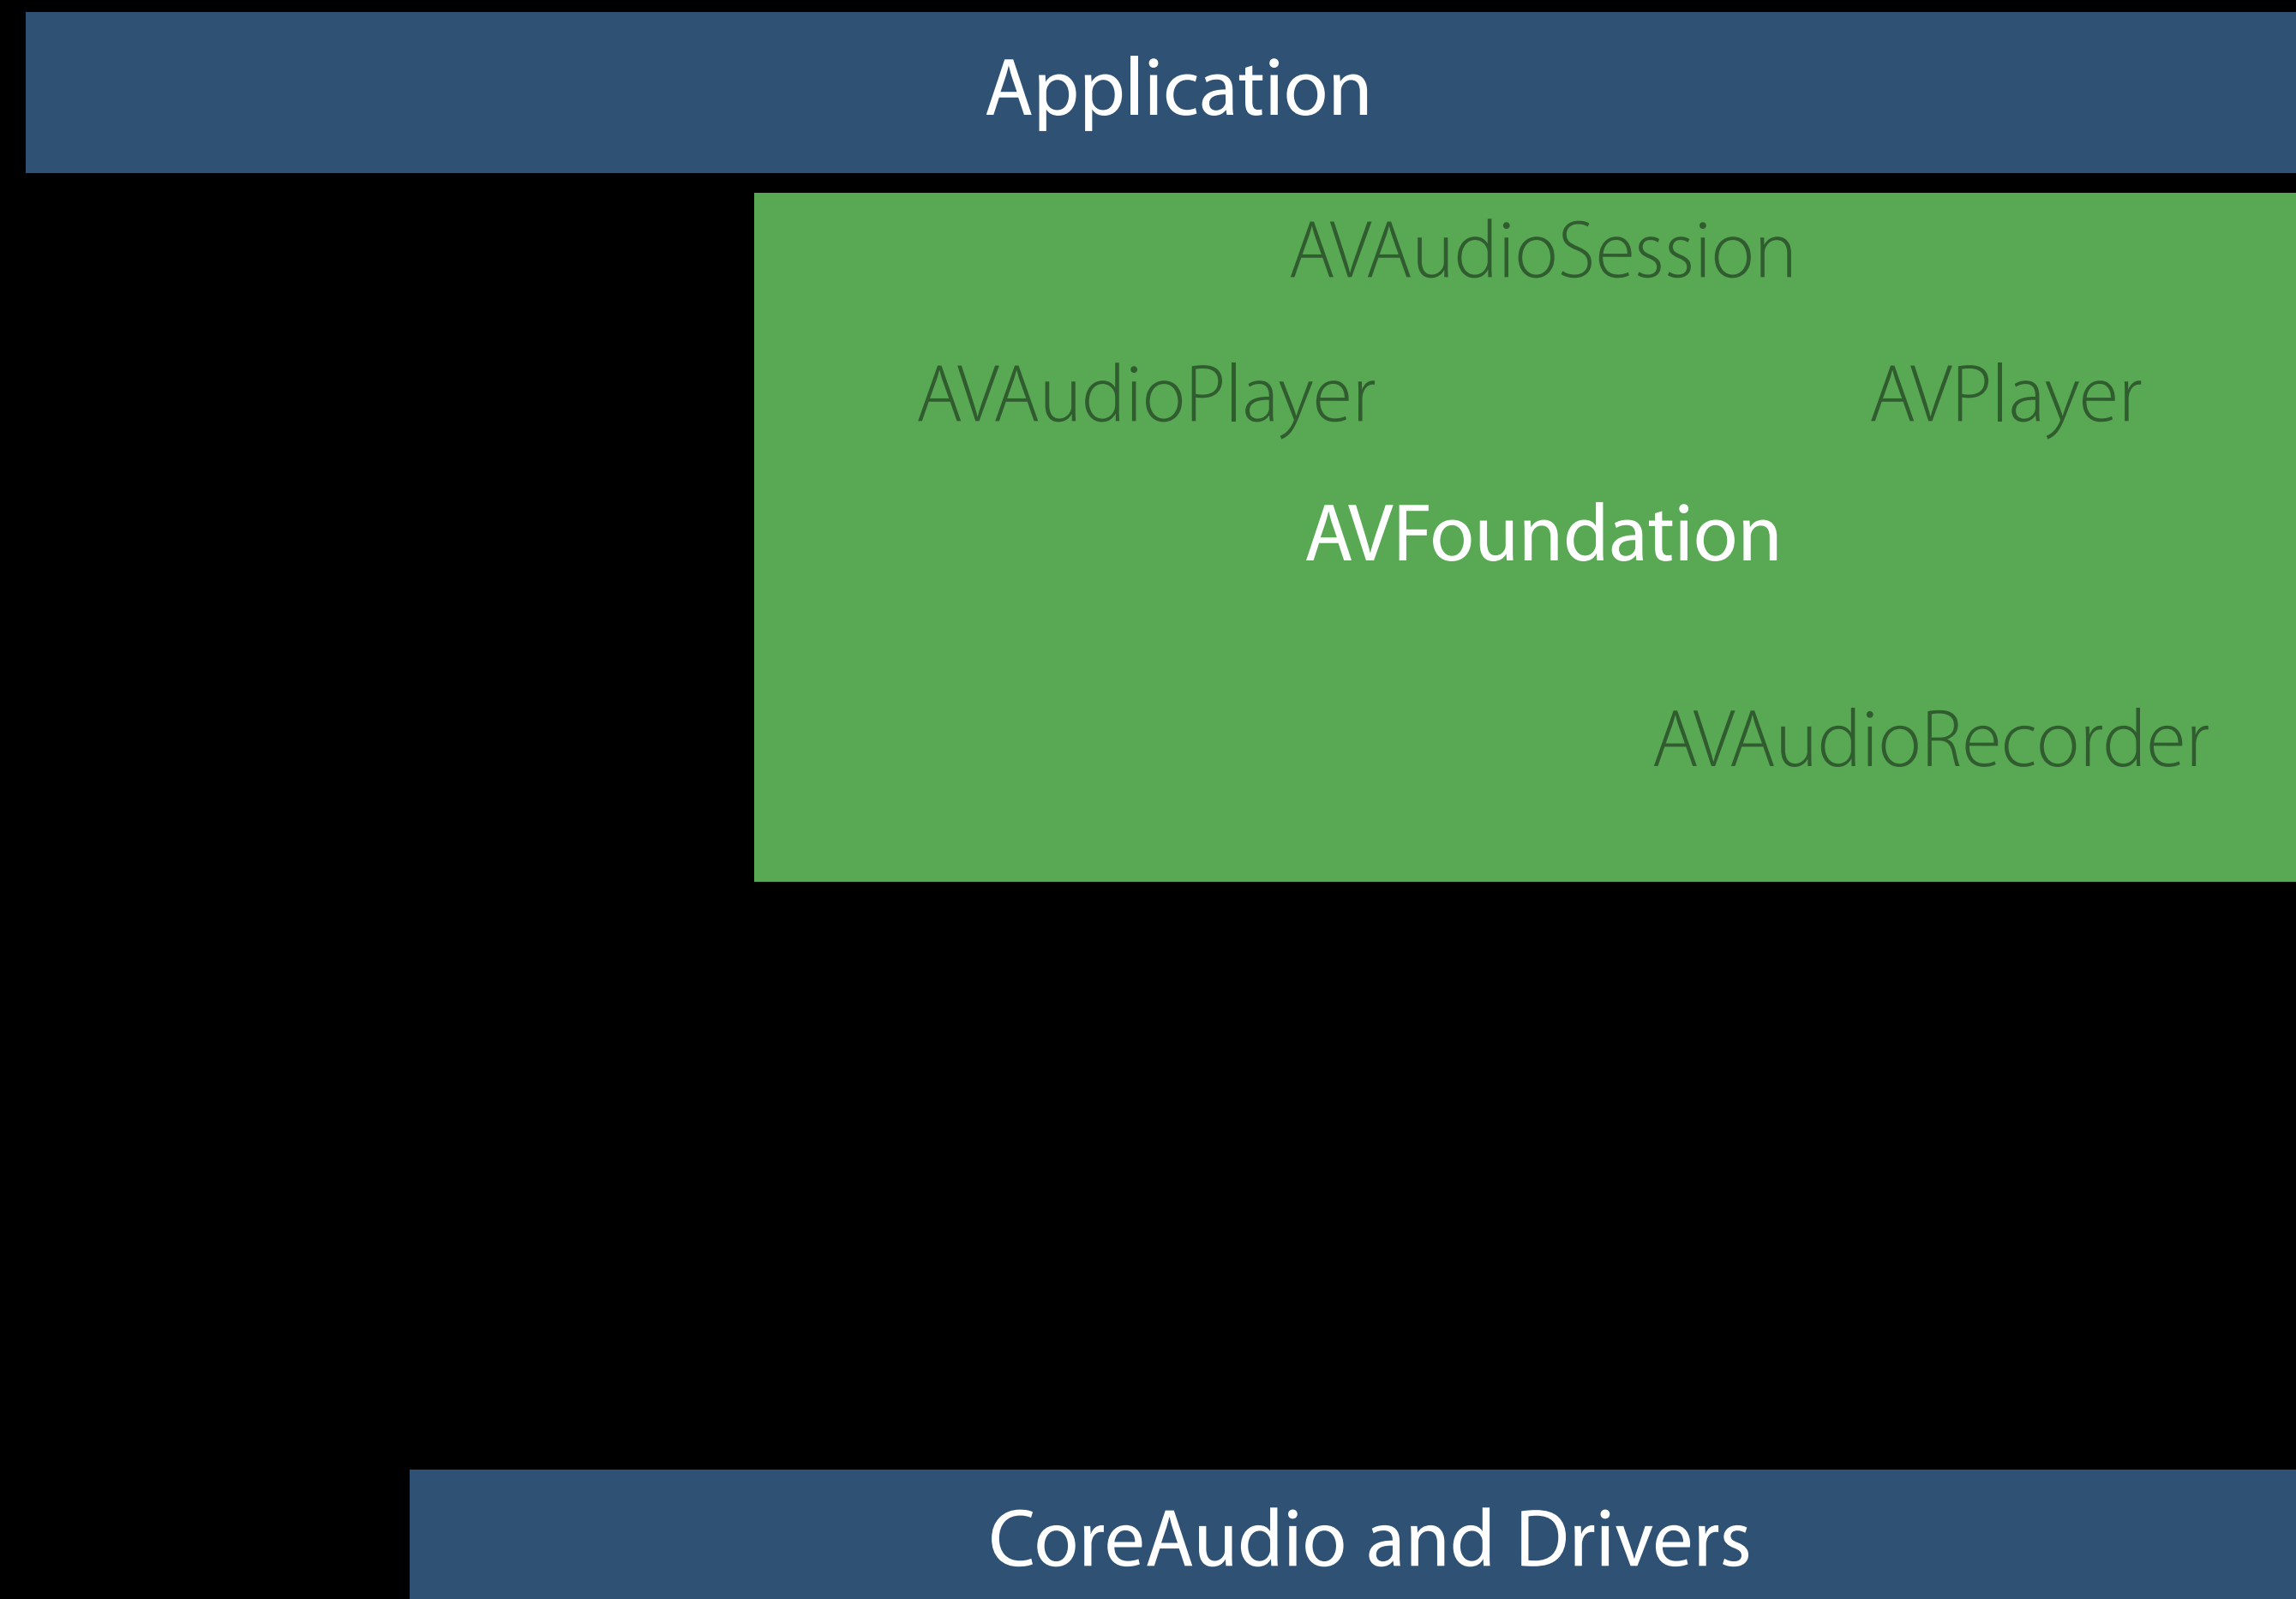 Application
AVAudioSession
AVAudioPlayer AVPlayer
AVFoundation
AVAudioRecorder
CoreAudio and Drivers